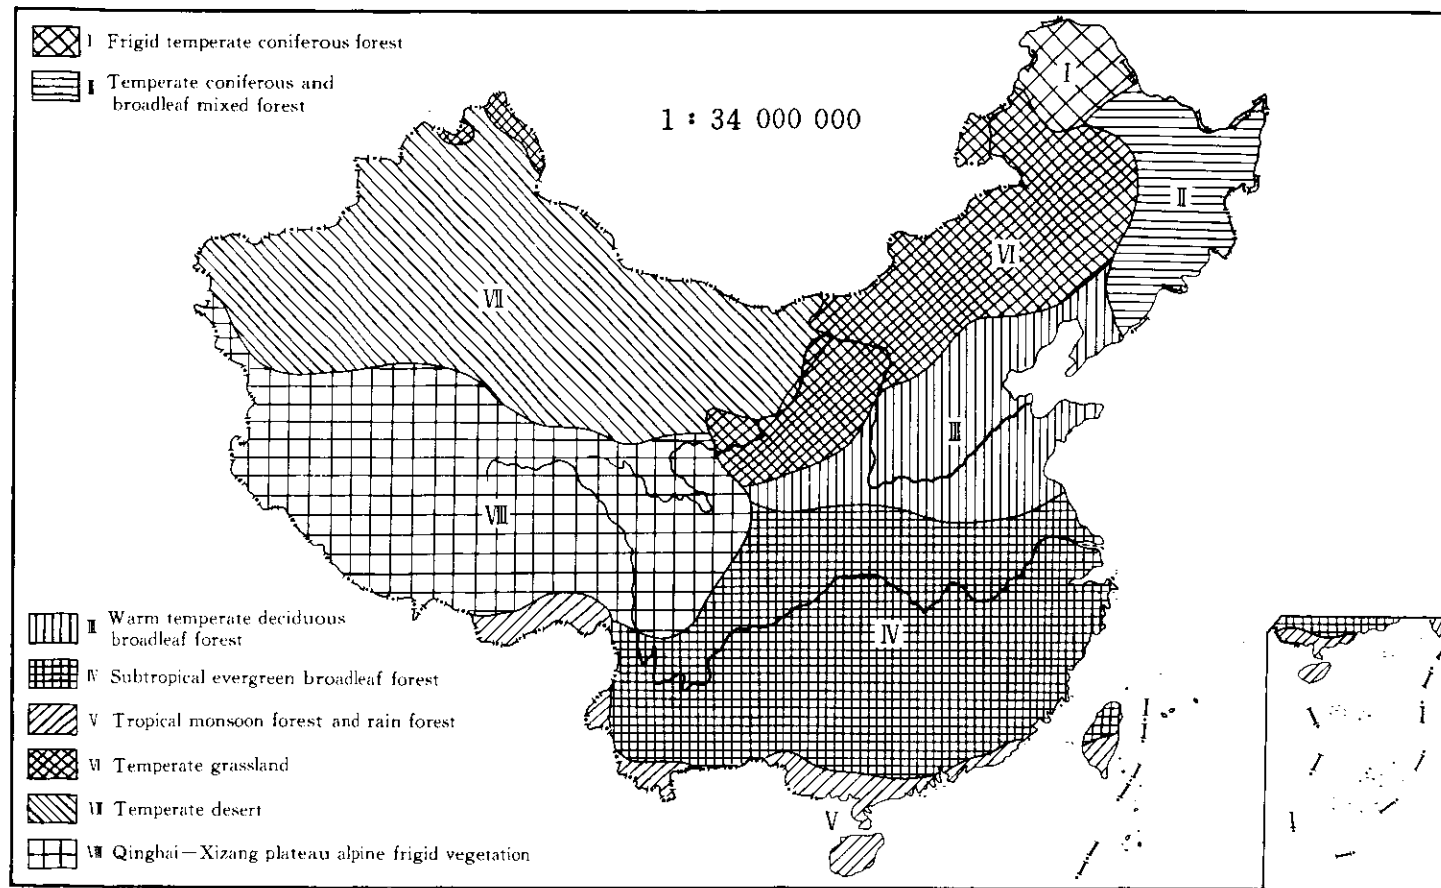 Ⅰ Frigid temperate coniferous forest
Ⅱ Temperate coniferous and
broadleaf mixed forest
1 : 34 000 000
Ⅰ
Ⅱ
Ⅵ
Ⅶ
Ⅲ
Ⅷ
Ⅳ
Ⅴ
Ⅲ Warm temperate deciduous
broadleaf forest
Ⅳ Subtropical evergreen broadleaf forest
Ⅴ Tropical monsoon forest and rain forest
Ⅵ Temperate grassland
Ⅶ Temperate desert
Ⅷ Qinghai—Xizang plateau alpine frigid vegetation